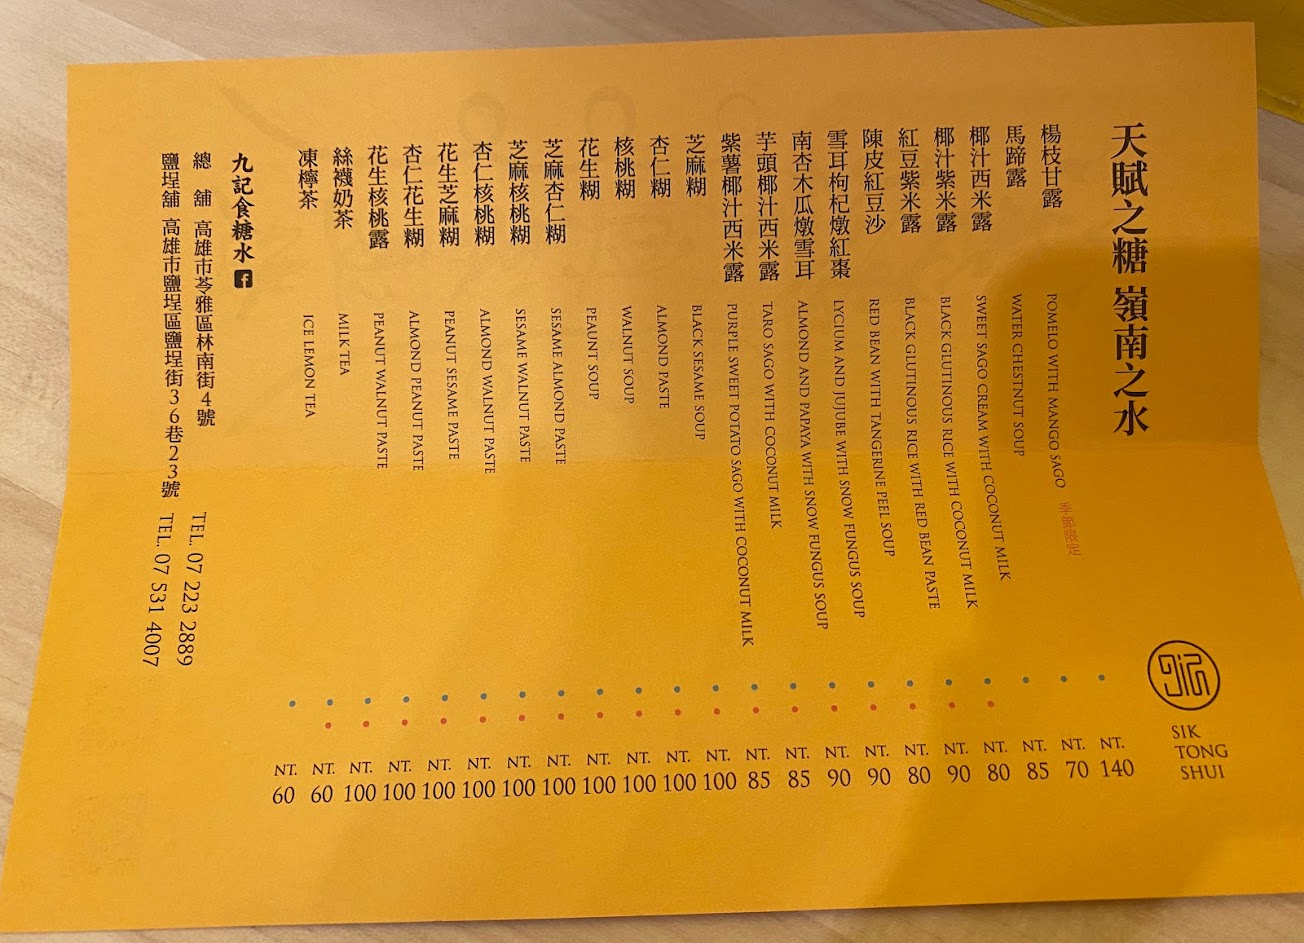 天賦之糖 嶺南之水
SIK
TONG
SHUI
楊枝甘露 POMELO WITH MANGO SAGO 季節限定 NT. 140
馬蹄露 WATER CHESTNUT SOUP NT. 70
椰汁西米露 SWEET SAGO CREAM WITH COCONUT MILK NT. 85
椰汁紫米露 BLACK GLUTINOUS RICE WITH COCONUT MILK NT. 80
紅豆紫米露 BLACK GLUTINOUS RICE WITH RED BEAN PASTE NT. 90
陳皮紅豆沙 RED DEAN WITH TANGERINE PEEL SOUP NT. 80
雪耳枸杞燉紅棗 LYCIUM AND JUJUBE WITH SNOW FUNGUS SOUP NT. 90
南杏木瓜燉雪耳 ALMOND AND PAPAYA WITH SNOW FUNGUS SOUP NT. 90
芋頭椰汁西米露 TARO SAGO WITH COCONUT MILK NT. 85
紫薯椰汁西米露 PURPLE SWEET POTATO SAGO WITH COCONUT MILK NT. 85
芝麻糊 BLACK SESAME SOUP NT. 100
杏仁糊 ALMOND PASTE NT. 100
核桃糊 WALNUT SOUP NT. 100
花生糊 PEAUNT SOUP NT. 100
芝麻杏仁糊 SESAME ALMOND PASTE NT. 100
芝麻核桃糊 SESAME WALNUT PASTE NT. 100
杏仁核桃糊 ALMOND WALNUT PASTE NT. 100
花生芝麻糊 PEANUT SESAME PASTE NT. 100
杏仁花生糊 ALMOND PEANUT PASTE NT. 100
花生核桃露 PEANUT WALNUT PASTE NT. 100
絲襪奶茶 MILK TEA NT. 60
凍檸茶 ICE LEMON TEA NT. 60
九記食糖水
總 舖 高雄市苓雅區林南街4號 TEL. 07 223 2889
鹽埕舖 高雄市鹽埕區鹽埕街36巷23號 TEL. 07 531 4007